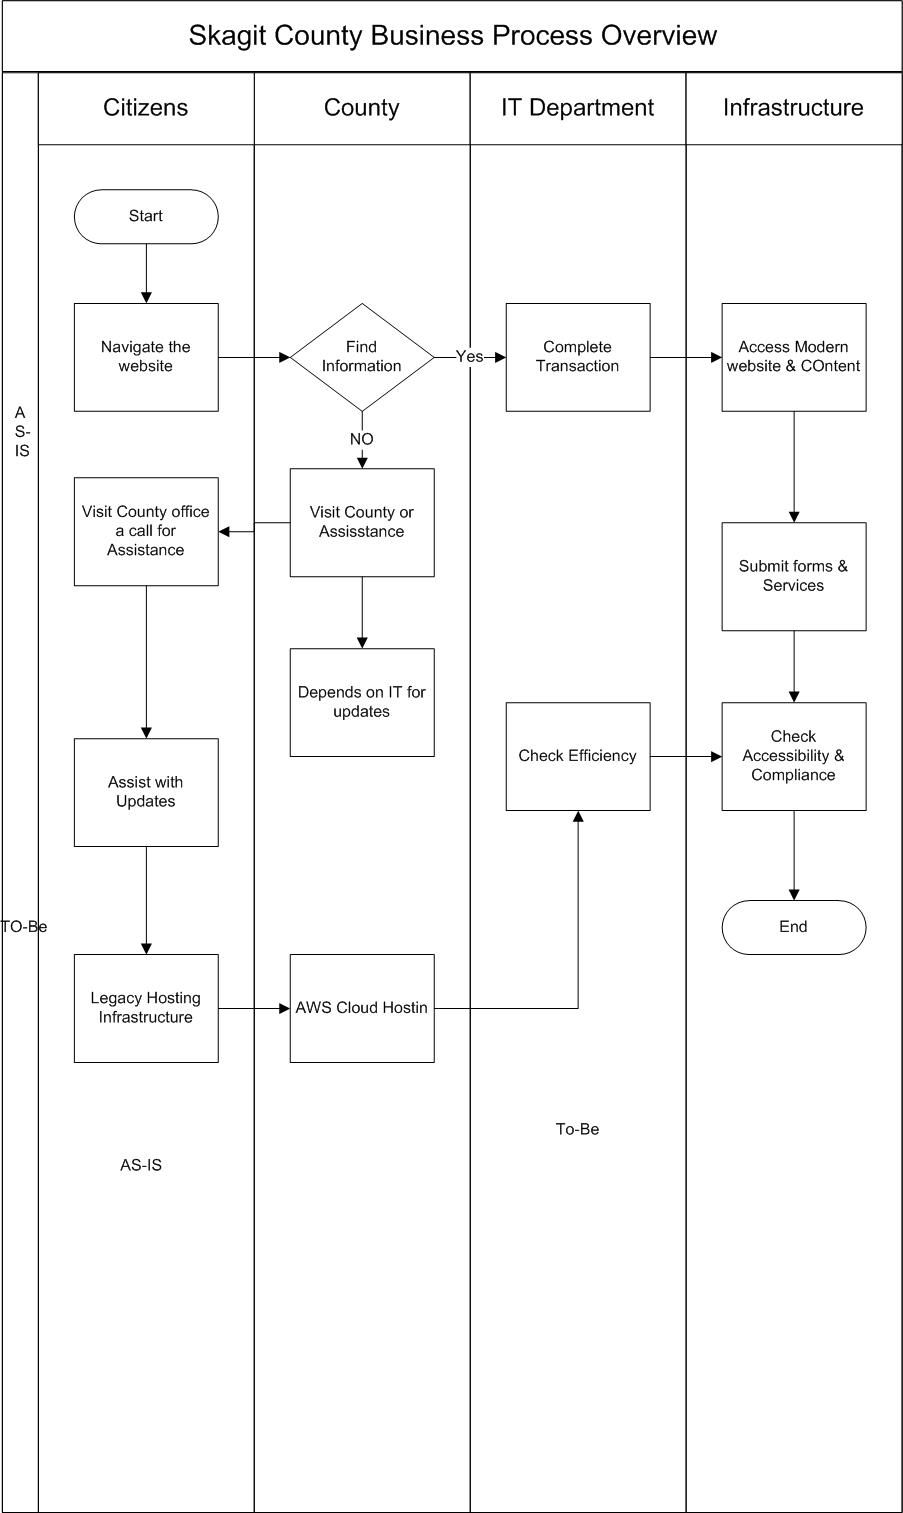 Skagit County Business Process Overview
Citizens
County
IT Department
Infrastructure
Start
Navigate the
website
Find
Information
Yes
Complete
Transaction
Access Modern
website & COntent
A
S-
IS
NO
Visit County office
a call for
Assistance
Visit County or
Assisstance
Submit forms &
Services
Depends on IT for
updates
Check Efficiency
Check
Accessibility &
Compliance
Assist with
Updates
TO-Be
End
Legacy Hosting
Infrastructure
AWS Cloud Hostin
To-Be
AS-IS